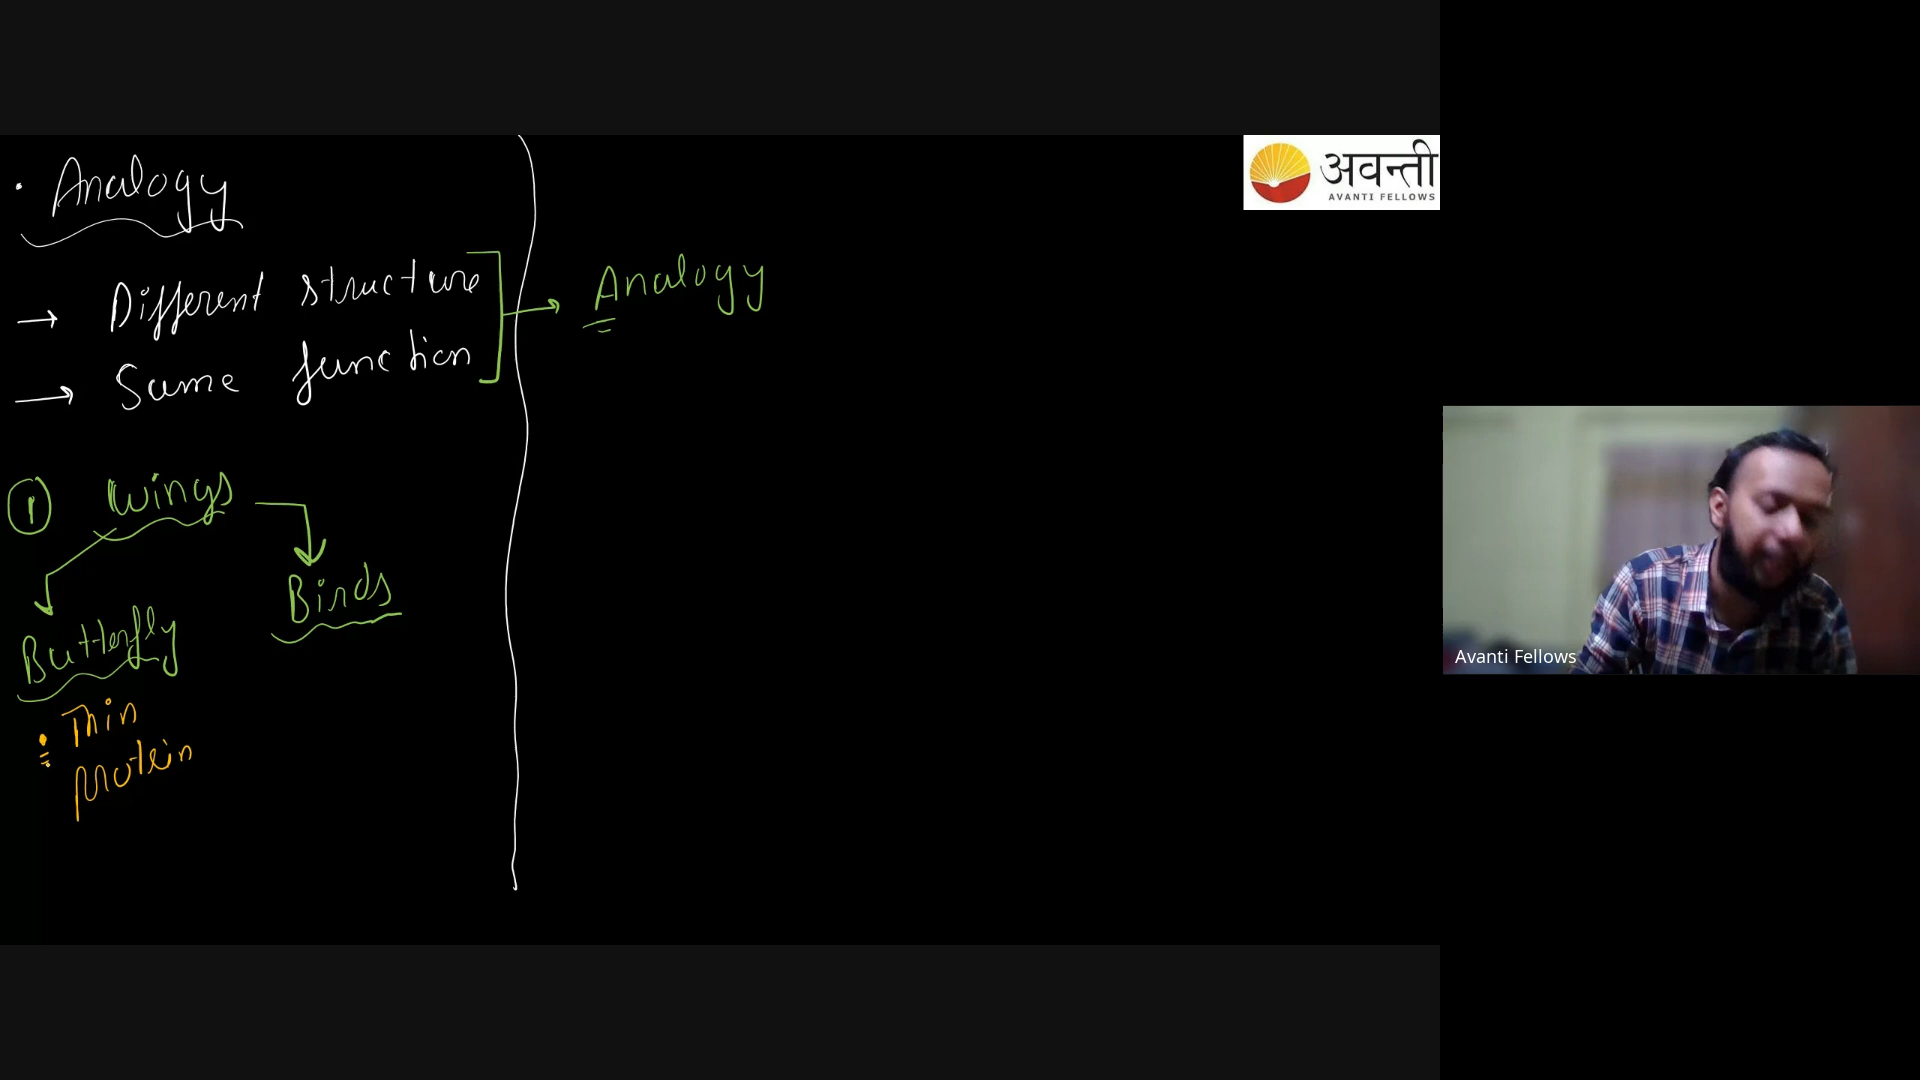 • Analogy
→ Different structure
→ Same function
→ Analogy
① Wings
Birds
Butterfly
• Thin
protein
अवन्ती
AVANTI FELLOWS
Avanti Fellows